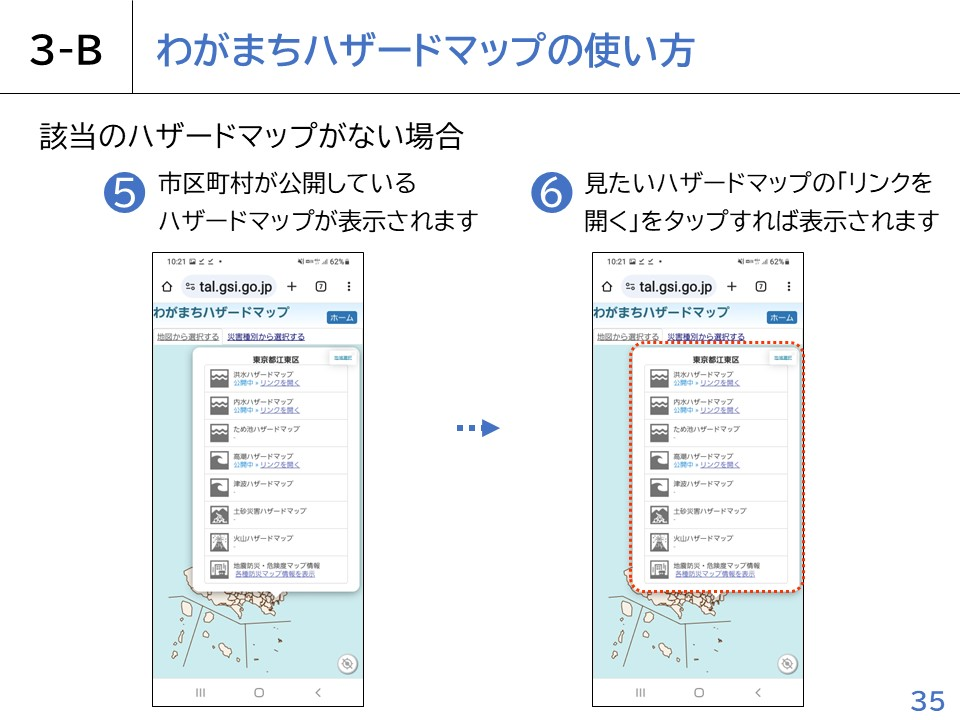 3-B
わがまちハザードマップの使い方
該当のハザードマップがない場合
5
市区町村が公開している
ハザードマップが表示されます
6
見たいハザードマップの「リンクを
開く」をタップすれば表示されます
10:21
62%
tal.gsi.go.jp
7
わがまちハザードマップ
ホーム
地図から選択する 災害種別から選択する
東京都江東区
洪水ハザードマップ
公開中 » リンクを開く
内水ハザードマップ
公開中 » リンクを開く
ため池ハザードマップ
-
高潮ハザードマップ
公開中 » リンクを開く
津波ハザードマップ
-
土砂災害ハザードマップ
-
火山ハザードマップ
-
地震防災・危険度マップ情報
各種防災マップ情報を表示
10:21
62%
tal.gsi.go.jp
7
わがまちハザードマップ
ホーム
地図から選択する 災害種別から選択する
東京都江東区
洪水ハザードマップ
公開中 » リンクを開く
内水ハザードマップ
公開中 » リンクを開く
ため池ハザードマップ
-
高潮ハザードマップ
公開中 » リンクを開く
津波ハザードマップ
-
土砂災害ハザードマップ
-
火山ハザードマップ
-
地震防災・危険度マップ情報
各種防災マップ情報を表示
35